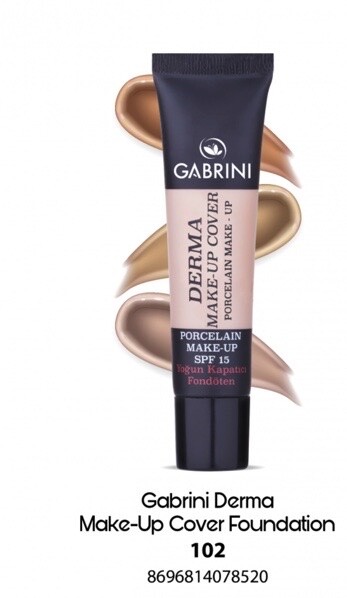 GABRINI
DERMA
MAKE-UP COVER
PORCELAIN MAKE - UP
PORCELAIN
MAKE-UP
SPF 15
Yoğun Kapatıcı
Fondöten
Gabrini Derma
Make-Up Cover Foundation
102
8696814078520